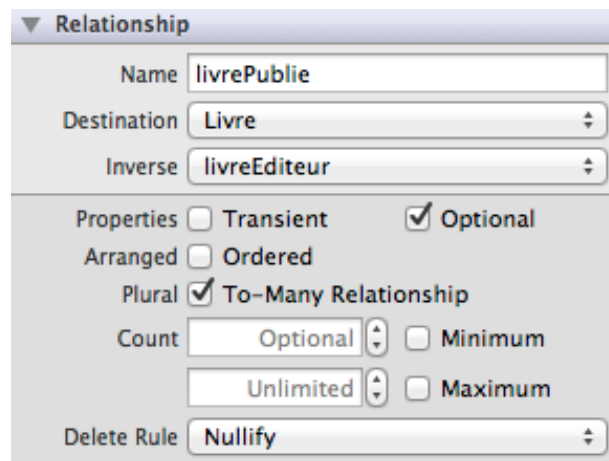 Relationship
Name livrePublie
Destination Livre
Inverse livreEditeur
Properties Transient Optional
Arranged Ordered
Plural To-Many Relationship
Count Optional Minimum
Unlimited Maximum
Delete Rule Nullify